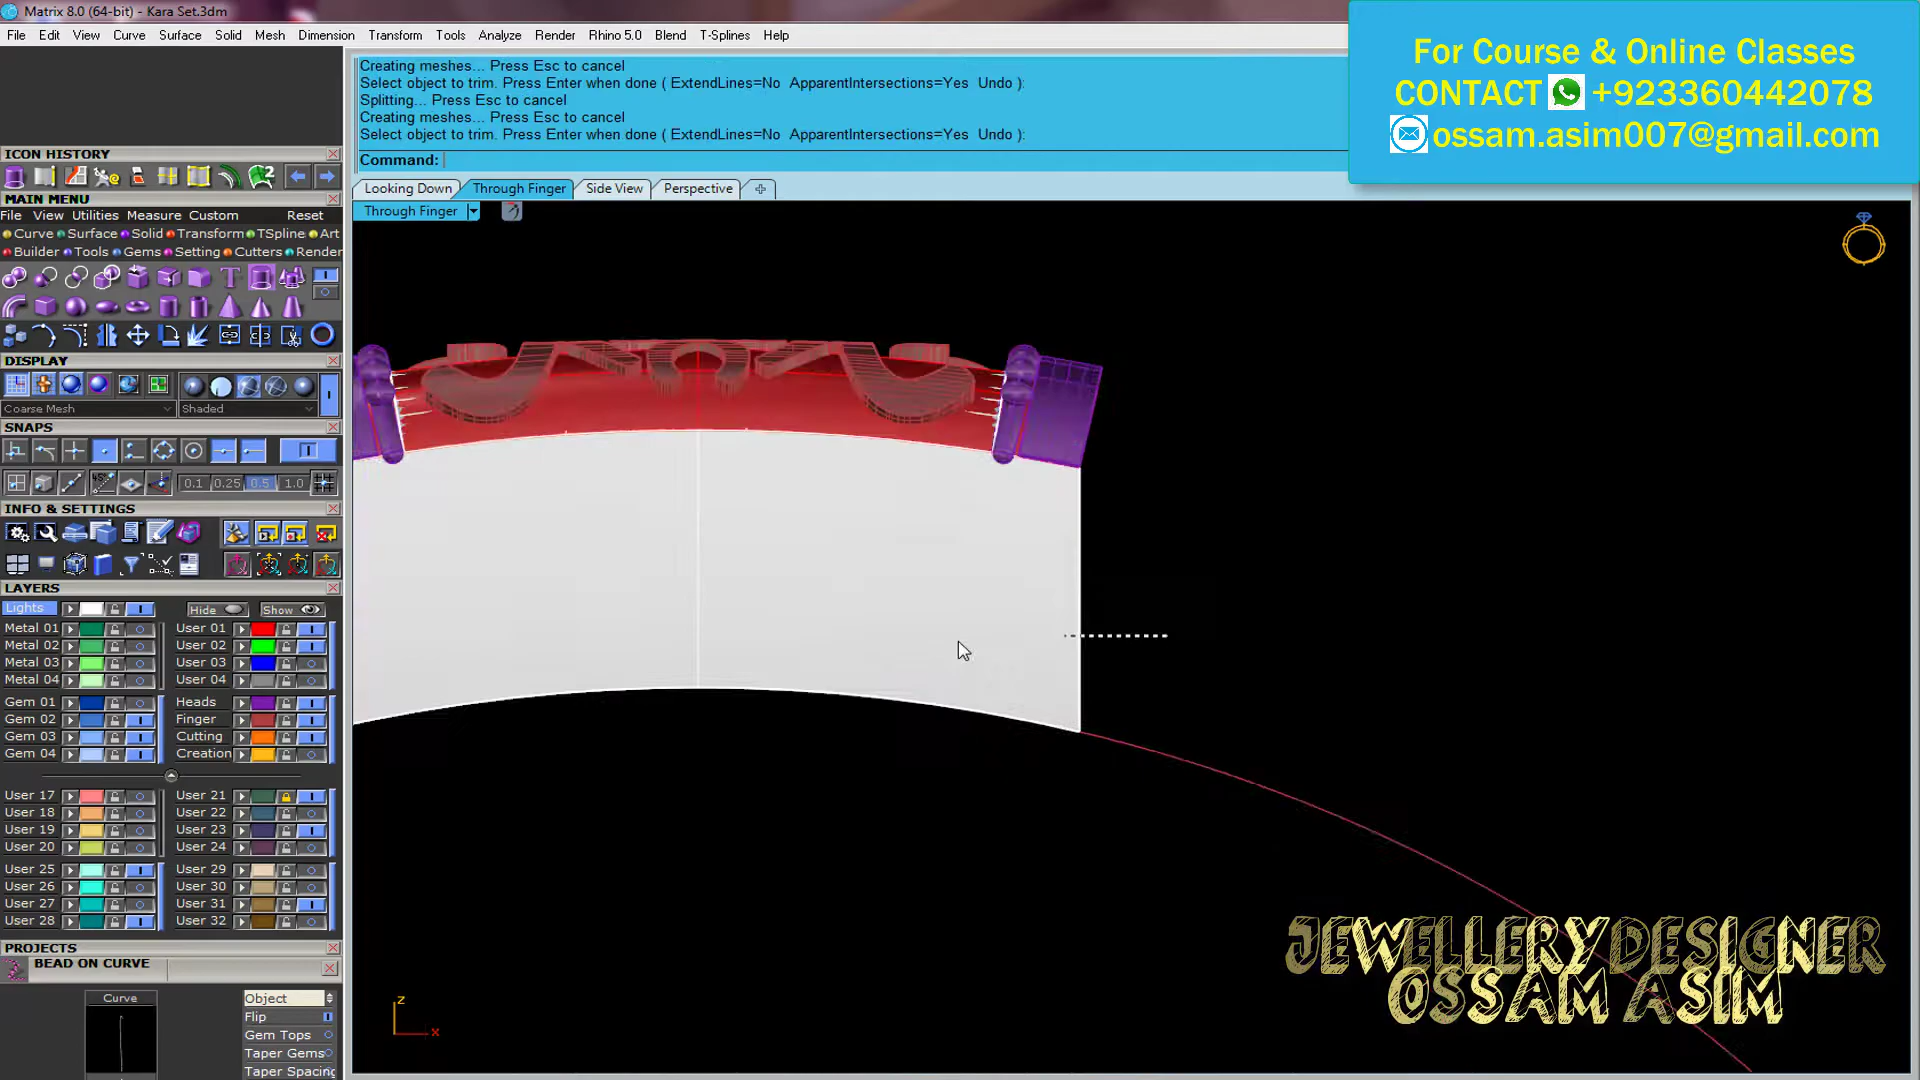 Matrix 8.0 (64-bit) - Kara Set.3dm
File Edit View Curve Surface Solid Mesh Dimension Transform Tools Analyze Render Rhino 5.0 Blend T-Splines Help
For Course & Online Classes
CONTACT +923360442078
ossam.asim007@gmail.com
Creating meshes... Press Esc to cancel
Select object to trim. Press Enter when done ( ExtendLines=No ApparentIntersections=Yes Undo ):
Splitting... Press Esc to cancel
Creating meshes... Press Esc to cancel
Select object to trim. Press Enter when done ( ExtendLines=No ApparentIntersections=Yes Undo ):
Command:
Looking Down Through Finger Side View Perspective
Through Finger
ICON HISTORY
MAIN MENU
File View Utilities Measure Custom Reset
Curve Surface Solid Transform TSpline Art
Builder Tools Gems Setting Cutters Render
DISPLAY
Coarse Mesh Shaded
SNAPS
0.1 0.25 0.5 1.0
INFO & SETTINGS
LAYERS
Lights Hide Show
Metal 01 User 01
Metal 02 User 02
Metal 03 User 03
Metal 04 User 04
Gem 01 Heads
Gem 02 Finger
Gem 03 Cutting
Gem 04 Creation
User 17 User 21
User 18 User 22
User 19 User 23
User 20 User 24
User 25 User 29
User 26 User 30
User 27 User 31
User 28 User 32
PROJECTS
BEAD ON CURVE
Curve Object
Flip
Gem Tops
Taper Gems
Taper Spacing
z
x
JEWELLERY DESIGNER
OSSAM ASIM